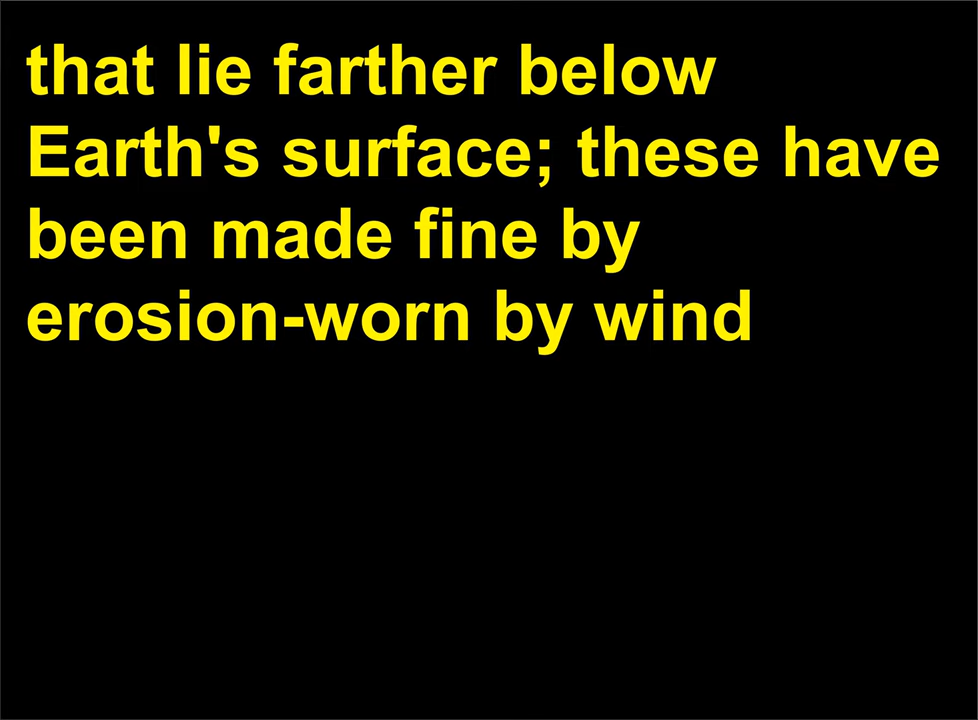 that lie farther below
Earth's surface; these have
been made fine by
erosion-worn by wind